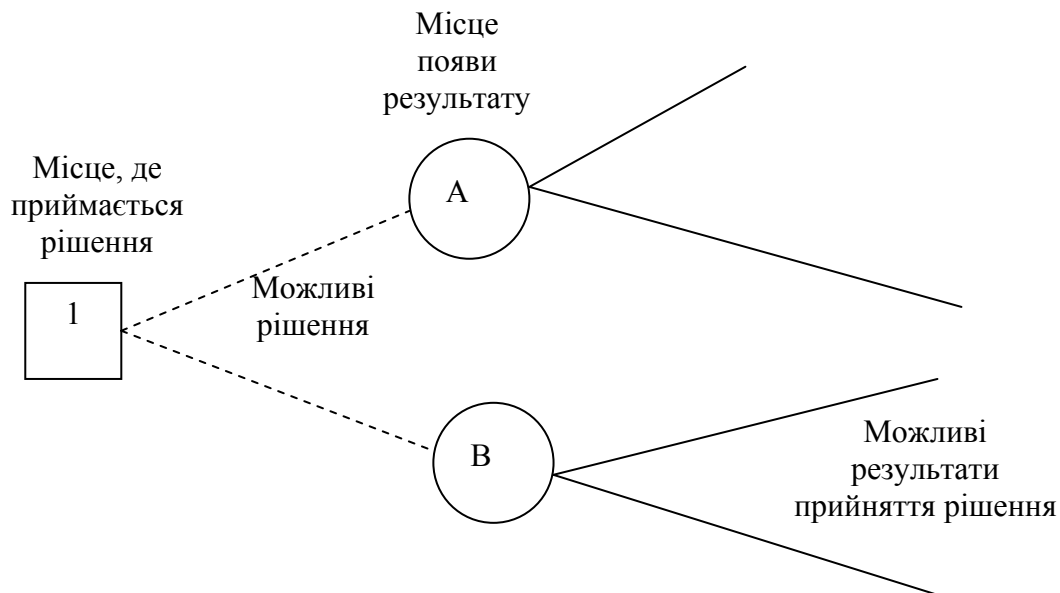 Місце
появи
результату
Місце, де
приймається
рішення
А
1
Можливі
рішення
В
Можливі
результати
прийняття рішення